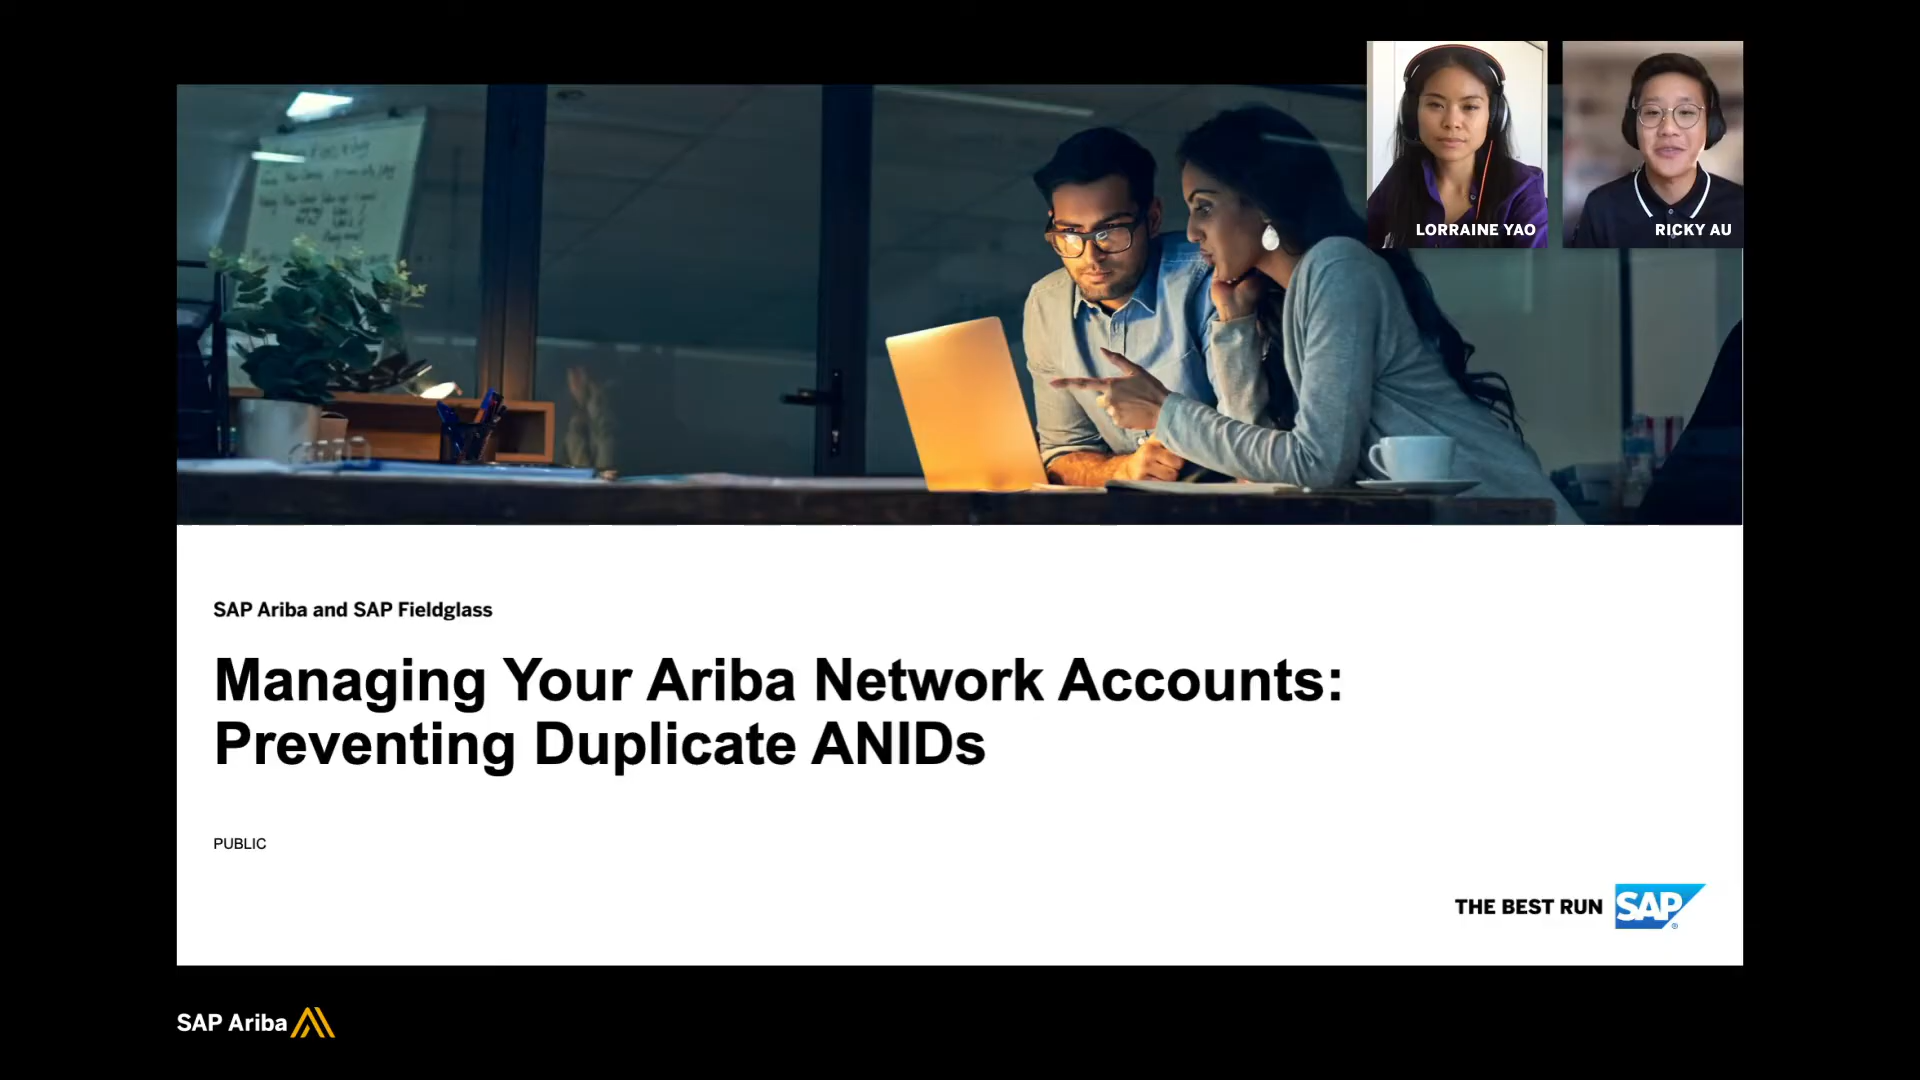 LORRAINE YAO
RICKY AU
SAP Ariba and SAP Fieldglass
Managing Your Ariba Network Accounts:
Preventing Duplicate ANIDs
PUBLIC
THE BEST RUN SAP®
SAP Ariba